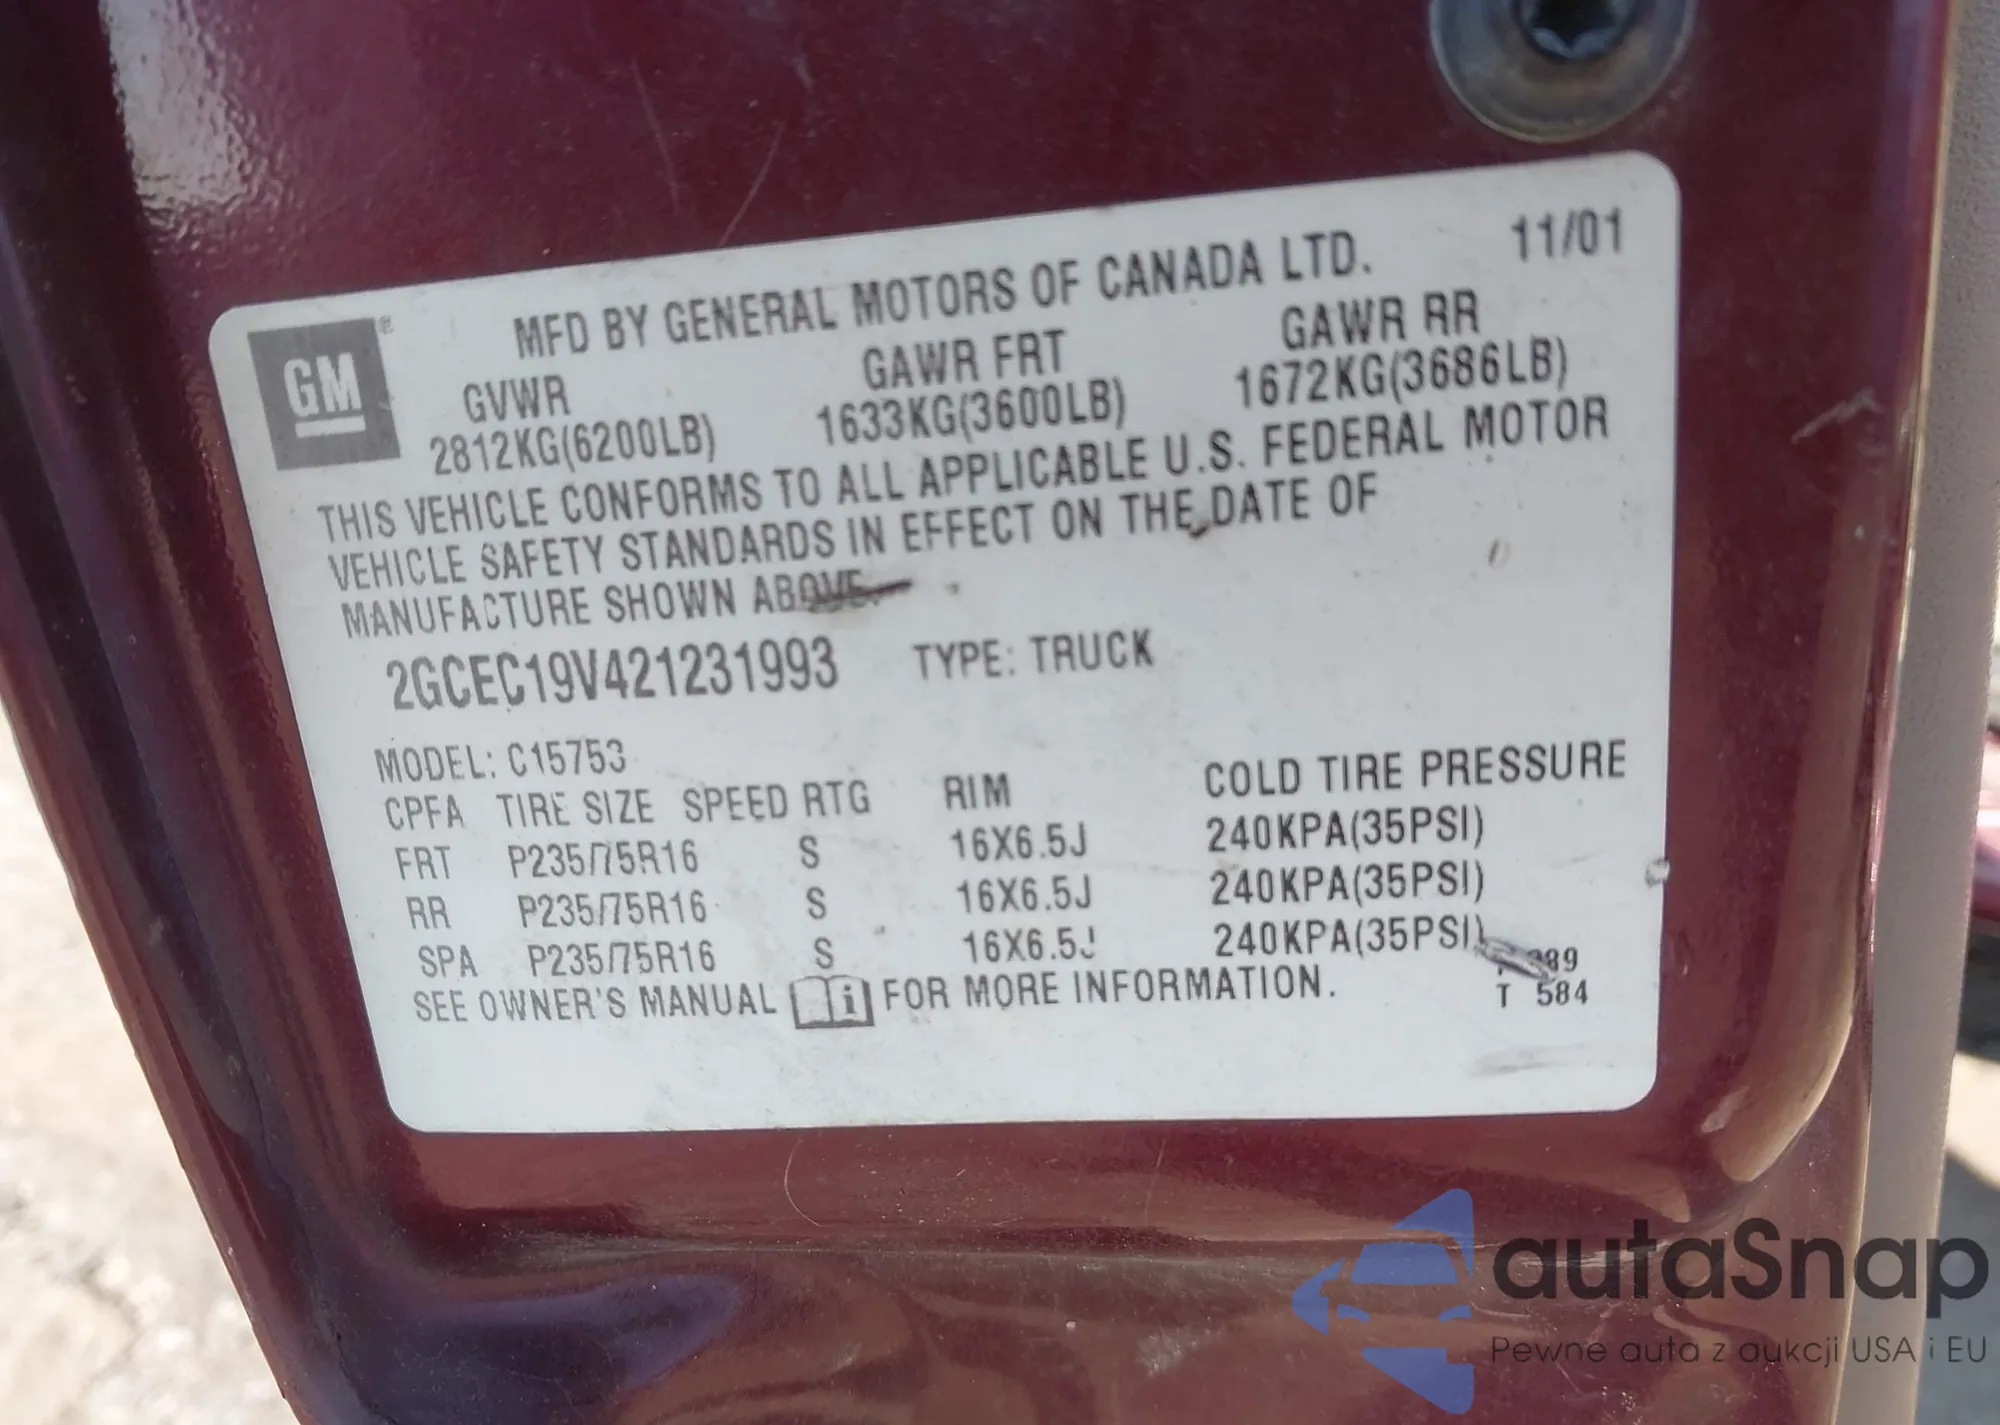 MFD BY GENERAL MOTORS OF CANADA LTD. 11/01
GM ®
GVWR GAWR FRT GAWR RR
2812KG(6200LB) 1633KG(3600LB) 1672KG(3686LB)
THIS VEHICLE CONFORMS TO ALL APPLICABLE U.S. FEDERAL MOTOR
VEHICLE SAFETY STANDARDS IN EFFECT ON THE DATE OF
MANUFACTURE SHOWN ABOVE.
2GCEC19V421231993 TYPE: TRUCK
MODEL: C15753
CPFA TIRE SIZE SPEED RTG RIM COLD TIRE PRESSURE
FRT P235/75R16 S 16X6.5J 240KPA(35PSI)
RR P235/75R16 S 16X6.5J 240KPA(35PSI)
SPA P235/75R16 S 16X6.5J 240KPA(35PSI)
SEE OWNER'S MANUAL i FOR MORE INFORMATION.
T 584
autaSnap
Pewne auta z aukcji USA i EU